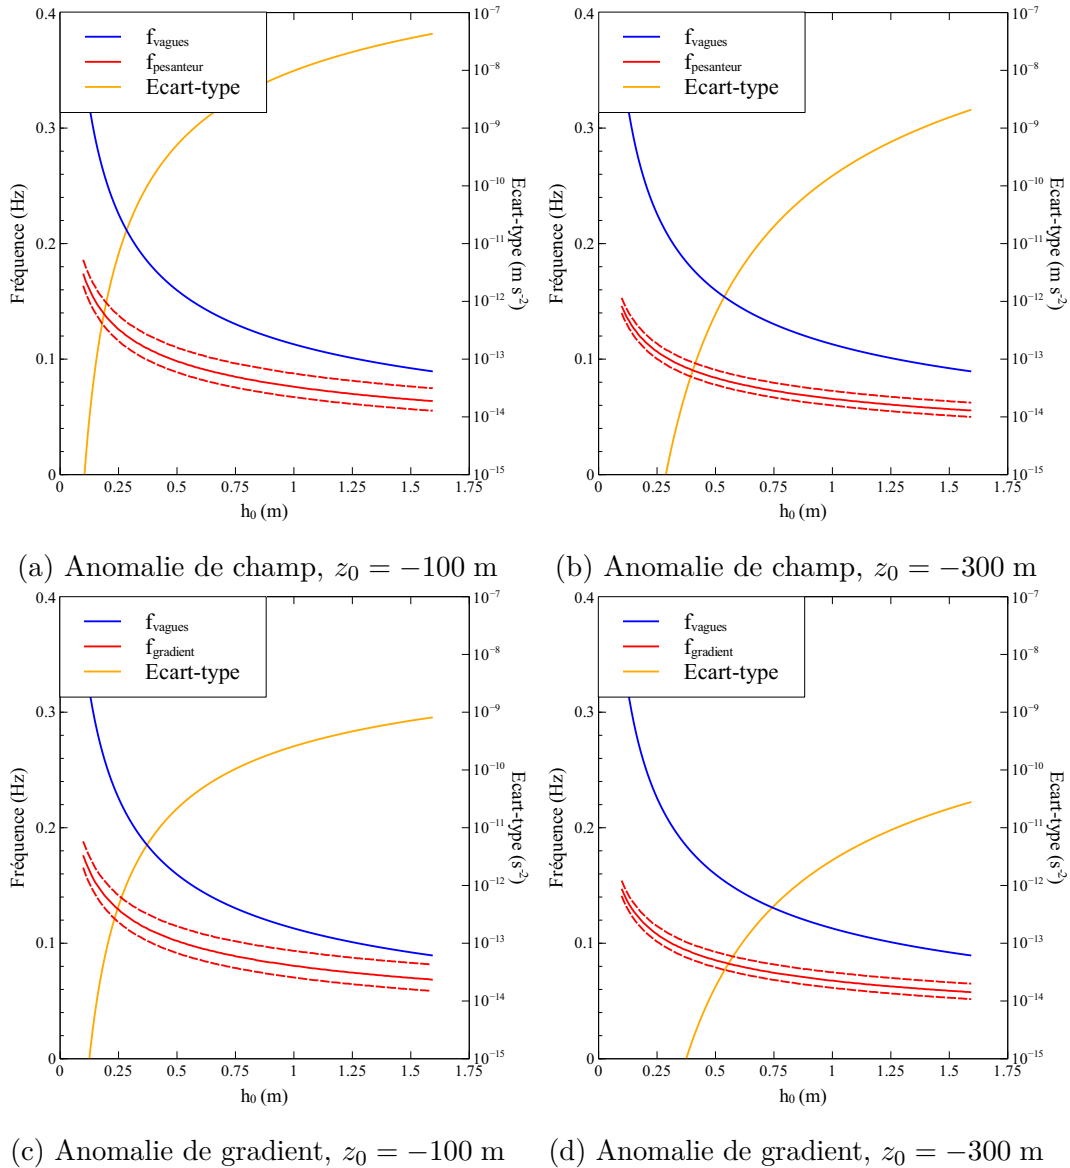 f_vagues
f_pesanteur
Ecart-type
0.4
0.3
0.2
0.1
0
Fréquence (Hz)
10^-7
10^-8
10^-9
10^-10
10^-11
10^-12
10^-13
10^-14
10^-15
Ecart-type (m s^-2)
0 0.25 0.5 0.75 1 1.25 1.5 1.75
h_0 (m)
(a) Anomalie de champ, z_0 = −100 m
f_vagues
f_pesanteur
Ecart-type
0.4
0.3
0.2
0.1
0
Fréquence (Hz)
10^-7
10^-8
10^-9
10^-10
10^-11
10^-12
10^-13
10^-14
10^-15
Ecart-type (m s^-2)
0 0.25 0.5 0.75 1 1.25 1.5 1.75
h_0 (m)
(b) Anomalie de champ, z_0 = −300 m
f_vagues
f_gradient
Ecart-type
0.4
0.3
0.2
0.1
0
Fréquence (Hz)
10^-7
10^-8
10^-9
10^-10
10^-11
10^-12
10^-13
10^-14
10^-15
Ecart-type (s^-2)
0 0.25 0.5 0.75 1 1.25 1.5 1.75
h_0 (m)
(c) Anomalie de gradient, z_0 = −100 m
f_vagues
f_gradient
Ecart-type
0.4
0.3
0.2
0.1
0
Fréquence (Hz)
10^-7
10^-8
10^-9
10^-10
10^-11
10^-12
10^-13
10^-14
10^-15
Ecart-type (s^-2)
0 0.25 0.5 0.75 1 1.25 1.5 1.75
h_0 (m)
(d) Anomalie de gradient, z_0 = −300 m